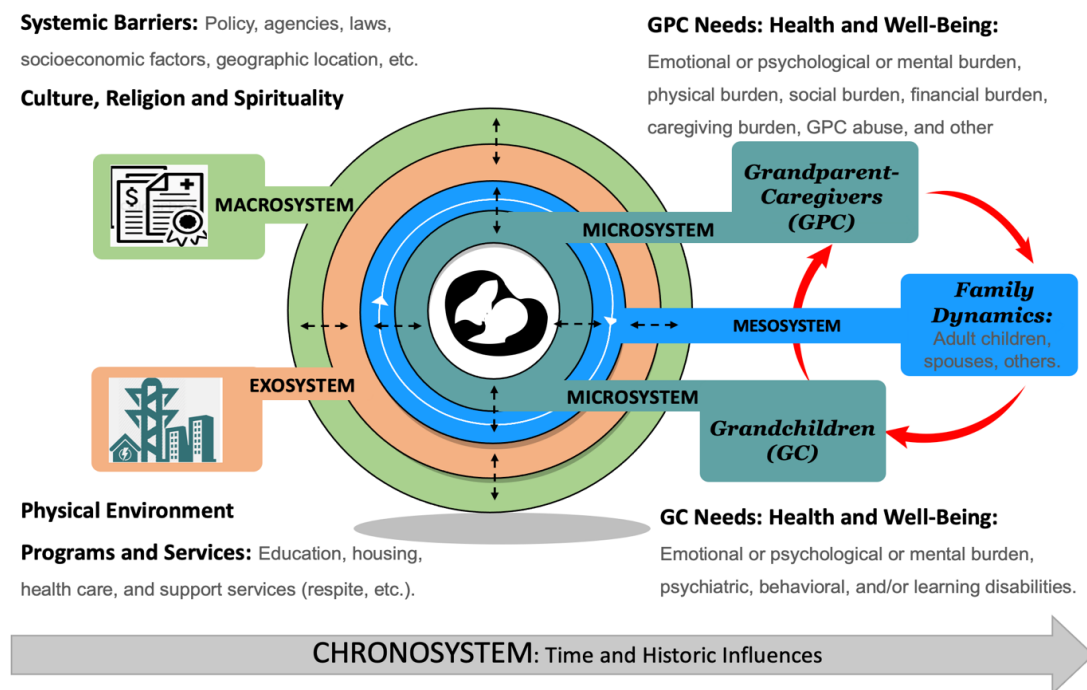 Systemic Barriers: Policy, agencies, laws,
socioeconomic factors, geographic location, etc.
Culture, Religion and Spirituality
GPC Needs: Health and Well-Being:
Emotional or psychological or mental burden,
physical burden, social burden, financial burden,
caregiving burden, GPC abuse, and other
$
MACROSYSTEM
MICROSYSTEM
Grandparent-
Caregivers
(GPC)
MESOSYSTEM
Family
Dynamics:
Adult children,
spouses, others.
EXOSYSTEM
MICROSYSTEM
Grandchildren
(GC)
Physical Environment
Programs and Services: Education, housing,
health care, and support services (respite, etc.).
GC Needs: Health and Well-Being:
Emotional or psychological or mental burden,
psychiatric, behavioral, and/or learning disabilities.
CHRONOSYSTEM: Time and Historic Influences